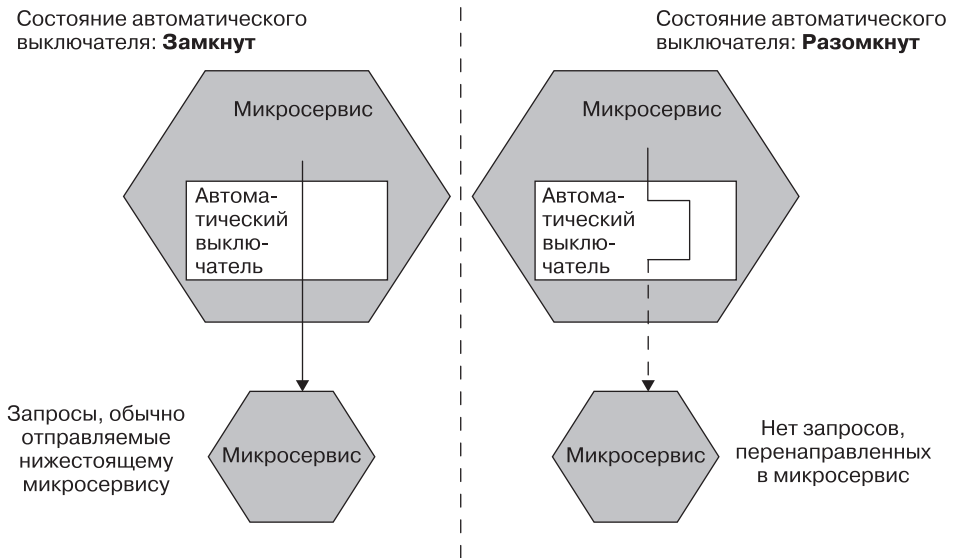 Состояние автоматического
выключателя: Замкнут
Микросервис
Автома-
тический
выклю-
чатель
Запросы, обычно
отправляемые
нижестоящему
микросервису
Микросервис
Состояние автоматического
выключателя: Разомкнут
Микросервис
Автома-
тический
выклю-
чатель
Микросервис
Нет запросов,
перенаправленных
в микросервис